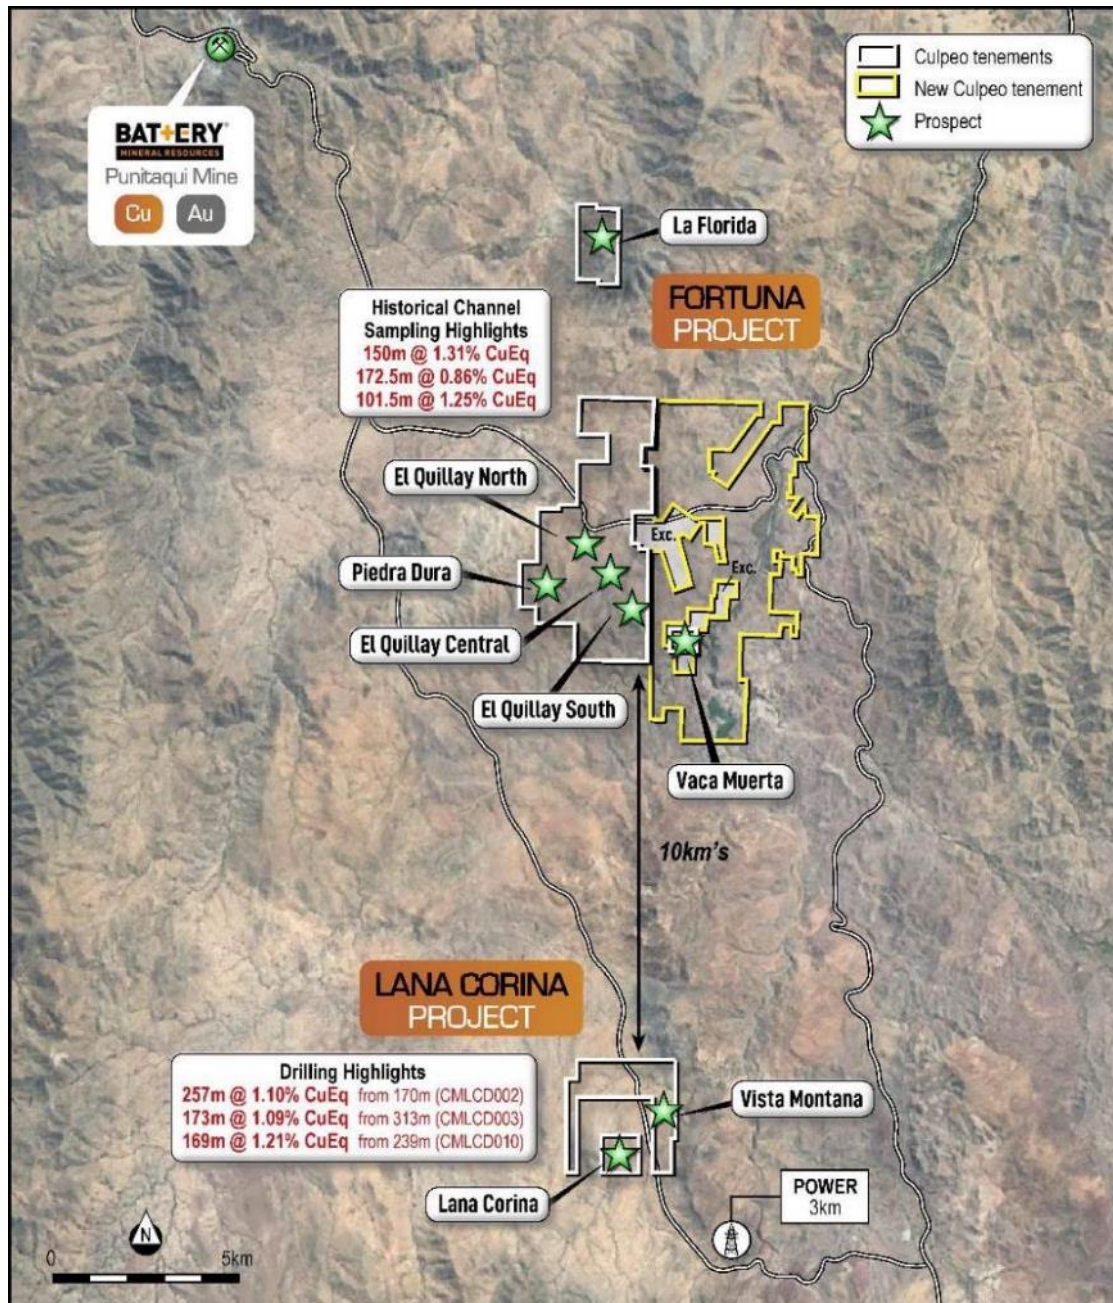 Culpeo tenements
New Culpeo tenement
Prospect
BATTERY
MINERAL RESOURCES
Punitaqui Mine
Cu Au
La Florida
FORTUNA
PROJECT
Historical Channel
Sampling Highlights
150m @ 1.31% CuEq
172.5m @ 0.86% CuEq
101.5m @ 1.25% CuEq
El Quillay North
Exc.
Exc.
Piedra Dura
El Quillay Central
El Quillay South
Vaca Muerta
10km's
LANA CORINA
PROJECT
Drilling Highlights
257m @ 1.10% CuEq from 170m (CMLCD002)
173m @ 1.09% CuEq from 313m (CMLCD003)
169m @ 1.21% CuEq from 239m (CMLCD010)
Vista Montana
Lana Corina
POWER
3km
N
0 5km